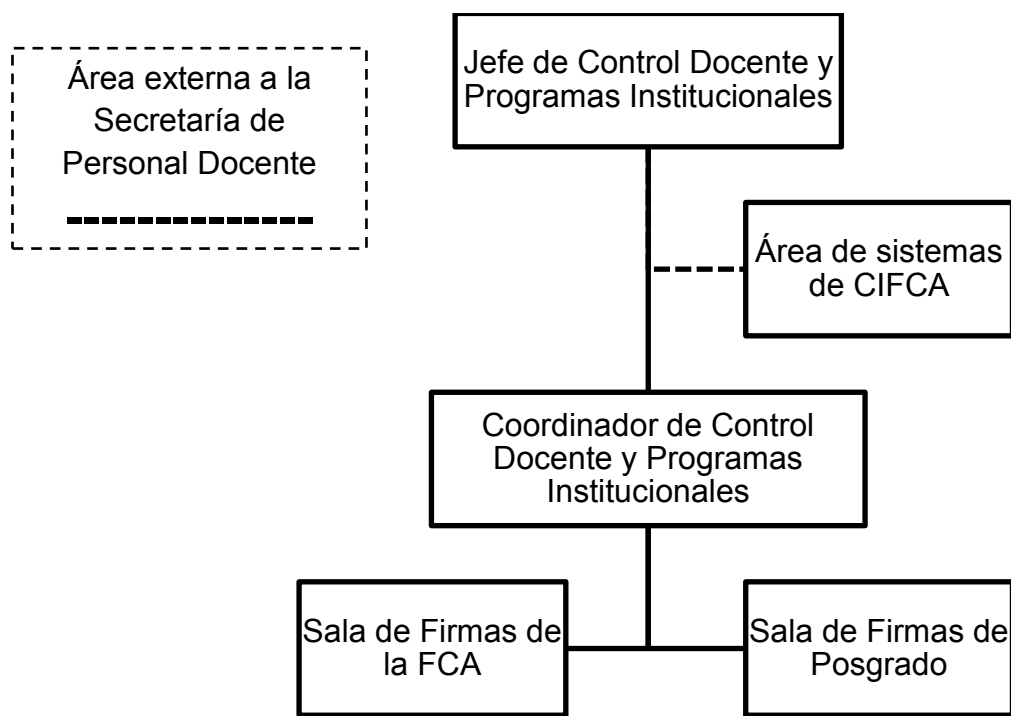 Área externa a la
Secretaría de
Personal Docente
Jefe de Control Docente y
Programas Institucionales
Área de sistemas
de CIFCA
Coordinador de Control
Docente y Programas
Institucionales
Sala de Firmas de
la FCA
Sala de Firmas de
Posgrado